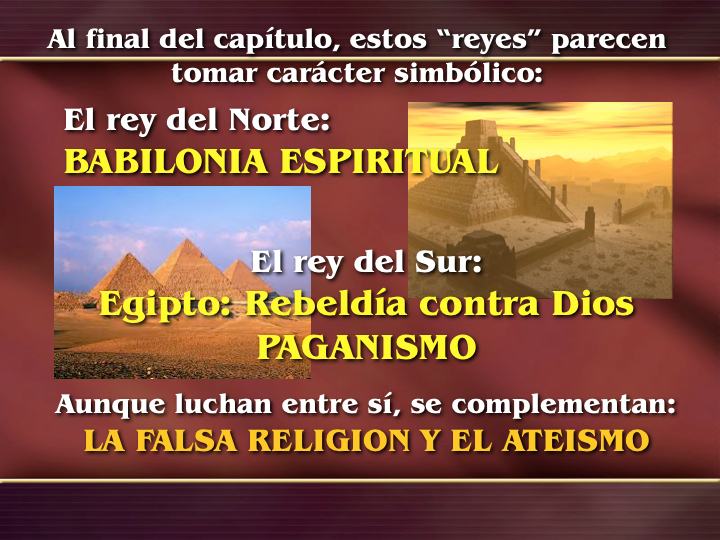 Al final del capítulo, estos “reyes” parecen
tomar carácter simbólico:
El rey del Norte:
BABILONIA ESPIRITUAL
El rey del Sur:
Egipto: Rebeldía contra Dios
PAGANISMO
Aunque luchan entre sí, se complementan:
LA FALSA RELIGION Y EL ATEISMO